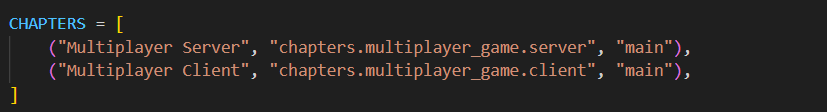 CHAPTERS = [
    ("Multiplayer Server", "chapters.multiplayer_game.server", "main"),
    ("Multiplayer Client", "chapters.multiplayer_game.client", "main"),
]